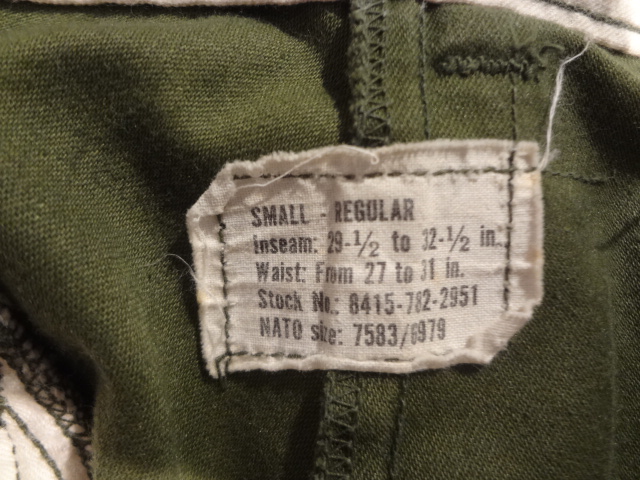 SMALL - REGULAR
Inseam: 29-1/2 to 32-1/2 in.
Waist: From 27 to 31 in.
Stock No.: 8415-782-2951
NATO size: 7583/6979